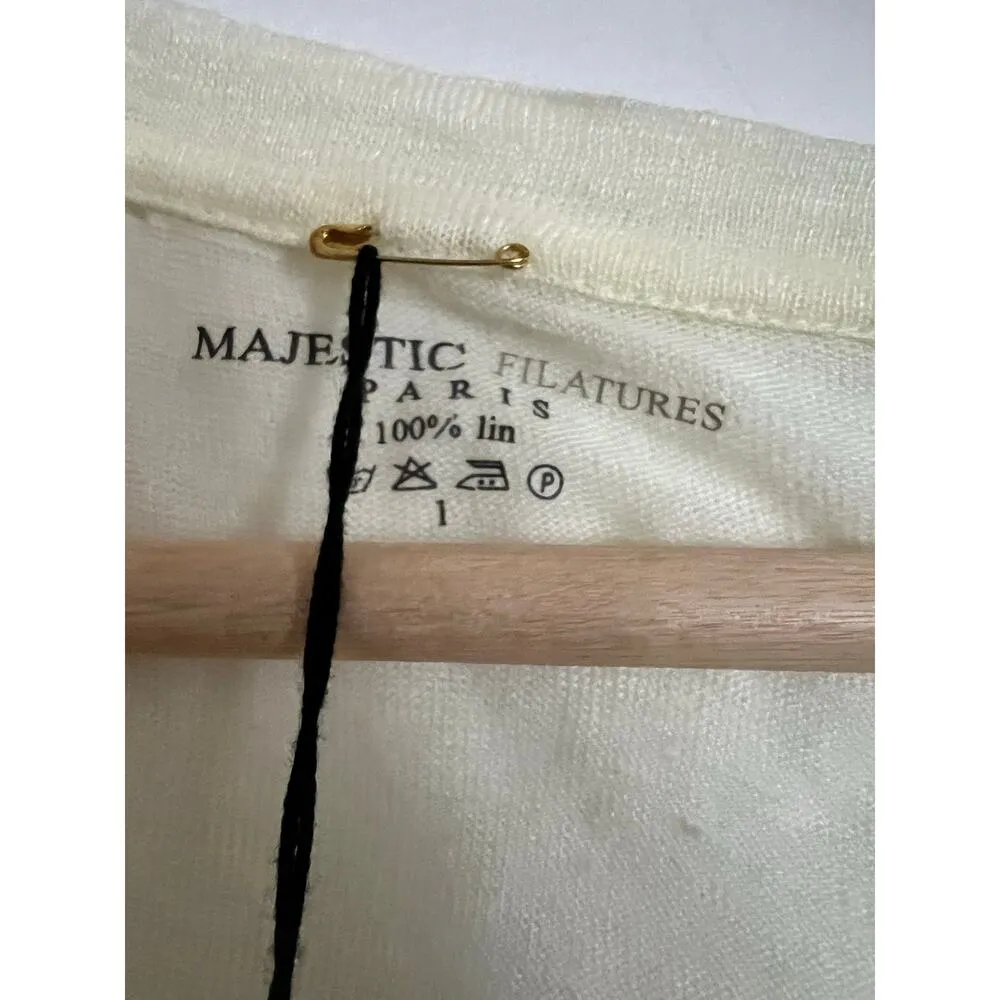 MAJESTIC FILATURES
PARIS
100% lin
P
1